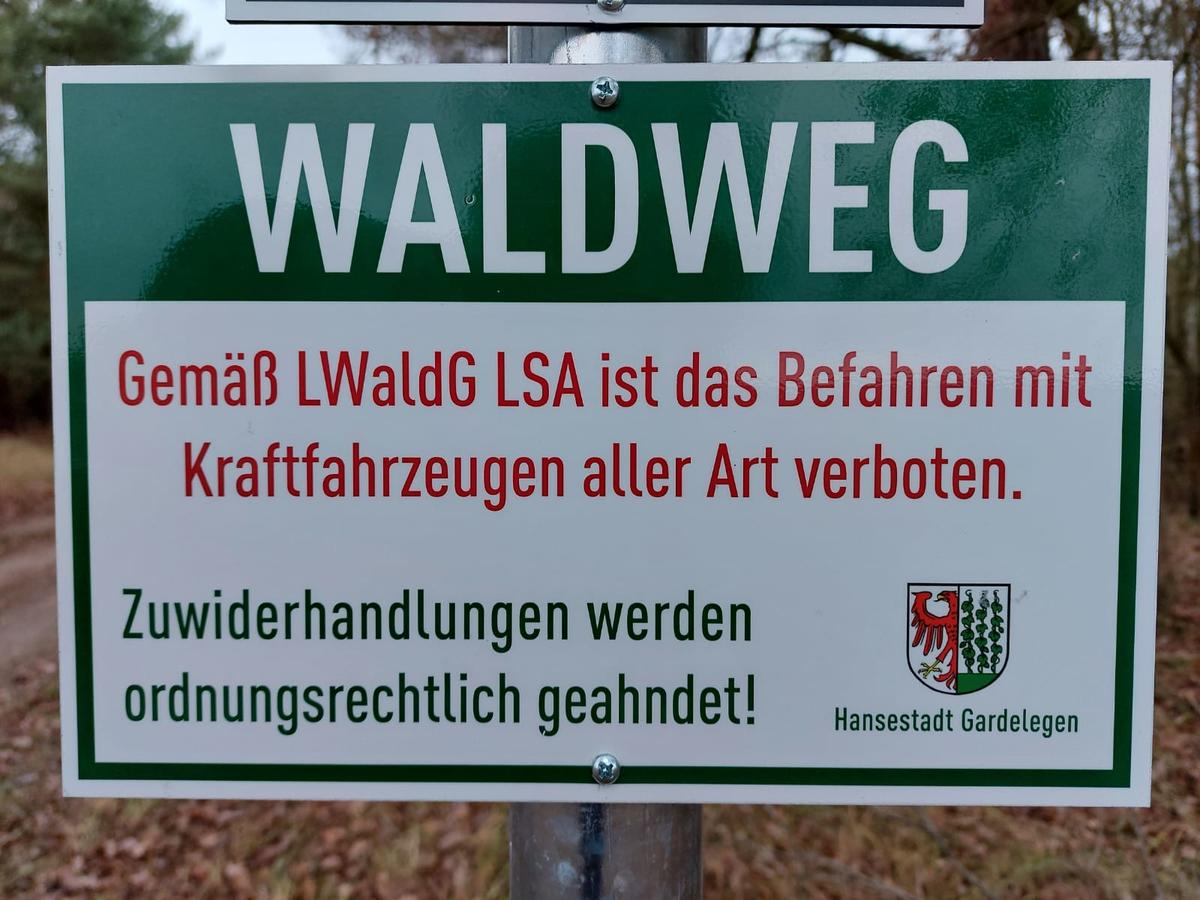 WALDWEG
Gemäß LWaldG LSA ist das Befahren mit
Kraftfahrzeugen aller Art verboten.
Zuwiderhandlungen werden
ordnungsrechtlich geahndet!
Hansestadt Gardelegen